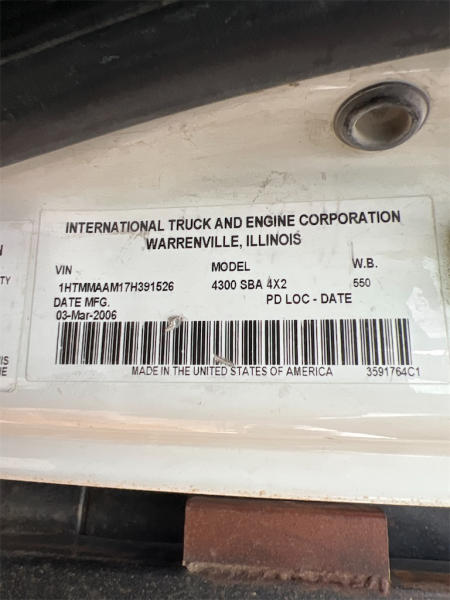 INTERNATIONAL TRUCK AND ENGINE CORPORATION
WARRENVILLE, ILLINOIS
VIN MODEL W.B.
1HTMMAAM17H391526 4300 SBA 4X2 550
DATE MFG. PD LOC - DATE
03-Mar-2006
MADE IN THE UNITED STATES OF AMERICA 3591764C1